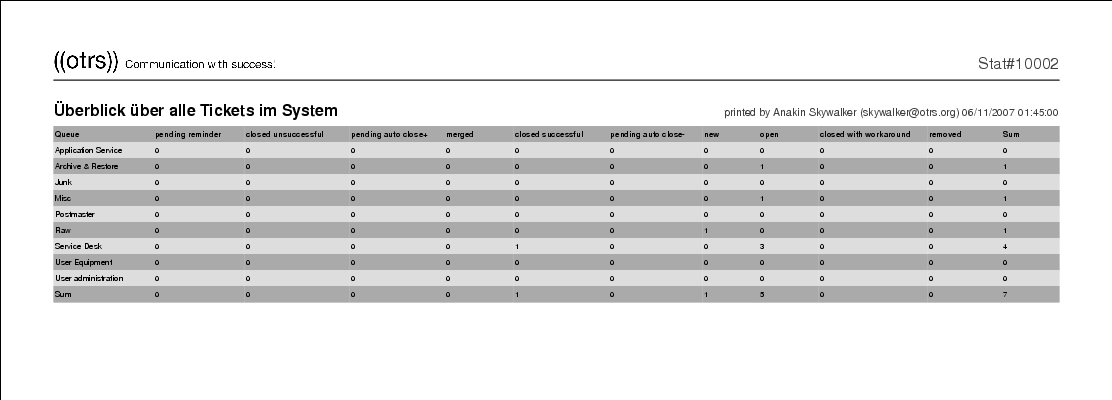 ((otrs)) Communication with success! Stat#10002
Überblick über alle Tickets im System printed by Anakin Skywalker (skywalker@otrs.org) 06/11/2007 01:45:00
Queue pending reminder closed unsuccessful pending auto close+ merged closed successful pending auto close- new open closed with workaround removed Sum
Application Service 0 0 0 0 0 0 0 0 0 0 0
Archive & Restore 0 0 0 0 0 0 0 1 0 0 1
Junk 0 0 0 0 0 0 0 0 0 0 0
Misc 0 0 0 0 0 0 0 1 0 0 1
Postmaster 0 0 0 0 0 0 0 0 0 0 0
Raw 0 0 0 0 0 0 1 0 0 0 1
Service Desk 0 0 0 0 1 0 0 3 0 0 4
User Equipment 0 0 0 0 0 0 0 0 0 0 0
User administration 0 0 0 0 0 0 0 0 0 0 0
Sum 0 0 0 0 1 0 1 5 0 0 7